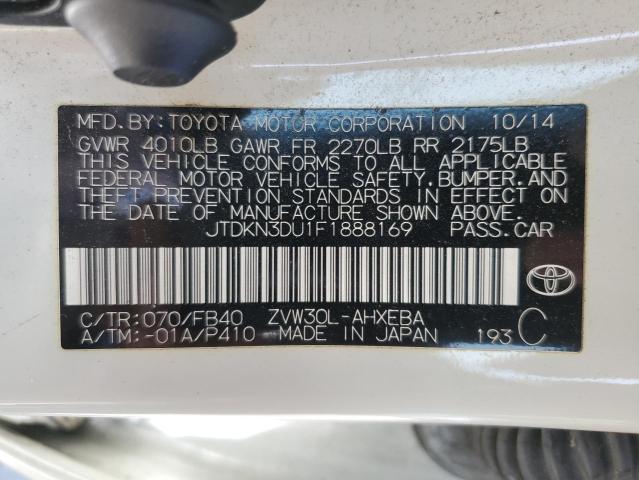 MFD.BY:TOYOTA MOTOR CORPORATION 10/14
GVWR 4010LB GAWR FR 2270LB RR 2175LB
THIS VEHICLE CONFORMS TO ALL APPLICABLE
FEDERAL MOTOR VEHICLE SAFETY,BUMPER,AND
THEFT PREVENTION STANDARDS IN EFFECT ON
THE DATE OF MANUFACTURE SHOWN ABOVE.
JTDKN3DU1F1888169 PASS.CAR
C/TR:070/FB40 ZVW30L-AHXEBA
A/TM:-01A/P410 MADE IN JAPAN 193 C